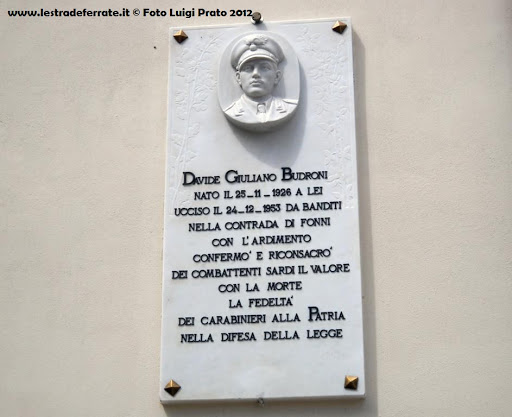 www.lestradeferrate.it © Foto Luigi Prato 2012
DAVIDE GIULIANO BUDRONI
NATO IL 25-11-1926 A LEI
UCCISO IL 24-12-1953 DA BANDITI
NELLA CONTRADA DI FONNI
CON L'ARDIMENTO
CONFERMO' E RICONSACRO'
DEI COMBATTENTI SARDI IL VALORE
CON LA MORTE
LA FEDELTA'
DEI CARABINIERI ALLA PATRIA
NELLA DIFESA DELLA LEGGE